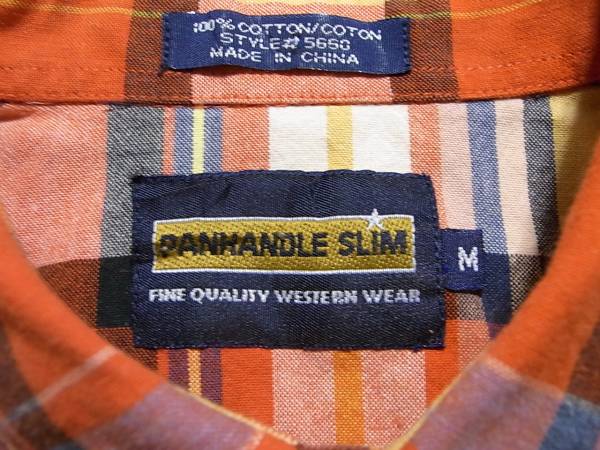 100% COTTON/COTON
STYLE# 5650
MADE IN CHINA
PANHANDLE SLIM
M
FINE QUALITY WESTERN WEAR